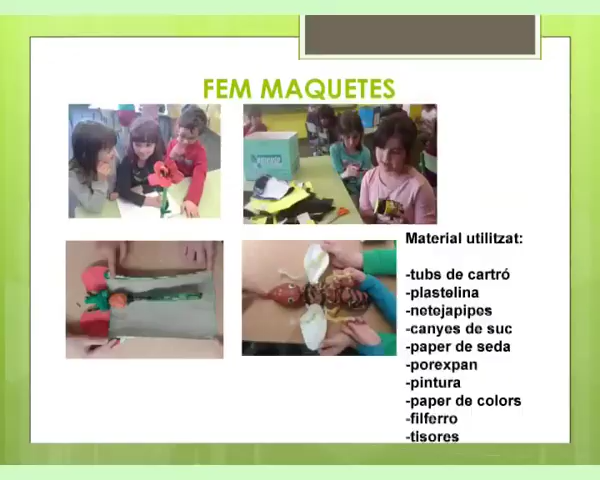 FEM MAQUETES
Material utilitzat:
-tubs de cartró
-plastelina
-netejapipes
-canyes de suc
-paper de seda
-porexpan
-pintura
-paper de colors
-filferro
-tisores